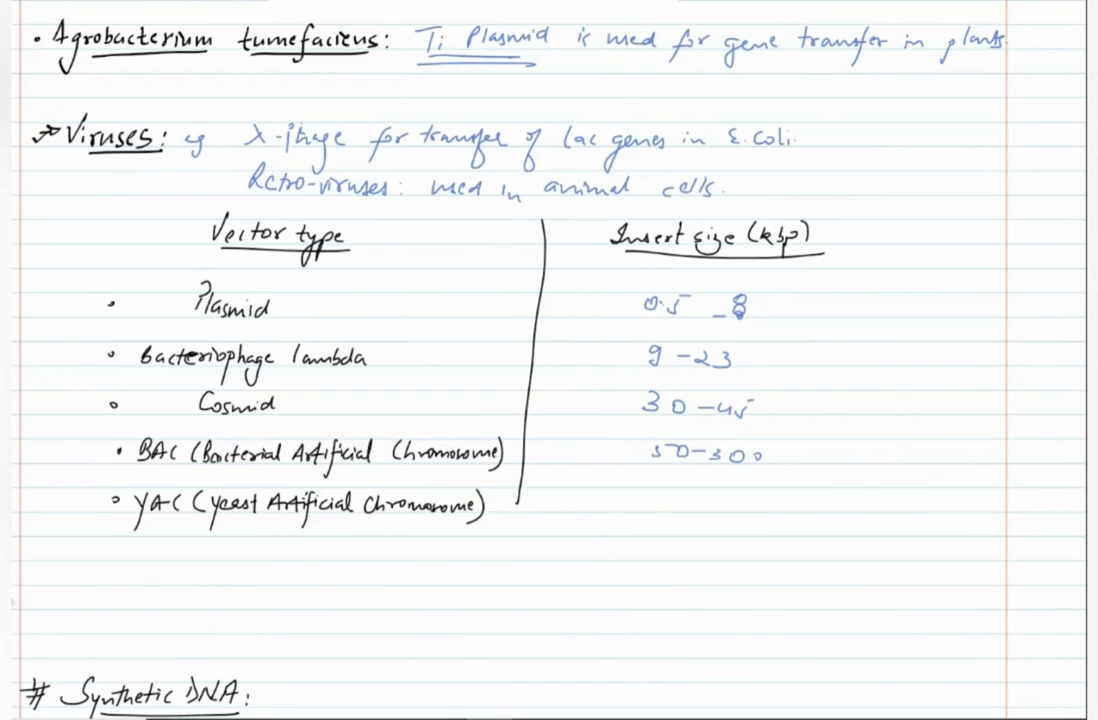 • Agrobacterium tumefaciens: Ti Plasmid is used for gene transfer in plants
→ Viruses: eg λ-phage for transfer of lac genes in E. Coli.
Retro-viruses: used in animal cells.
Vector type Insert size (kbp)
• Plasmid 0.5 – 8
• Bacteriophage lambda 9 – 23
• Cosmid 30 – 45
• BAC (Bacterial Artificial Chromosome) 50 – 300
• YAC (Yeast Artificial Chromosome)
# Synthetic DNA: